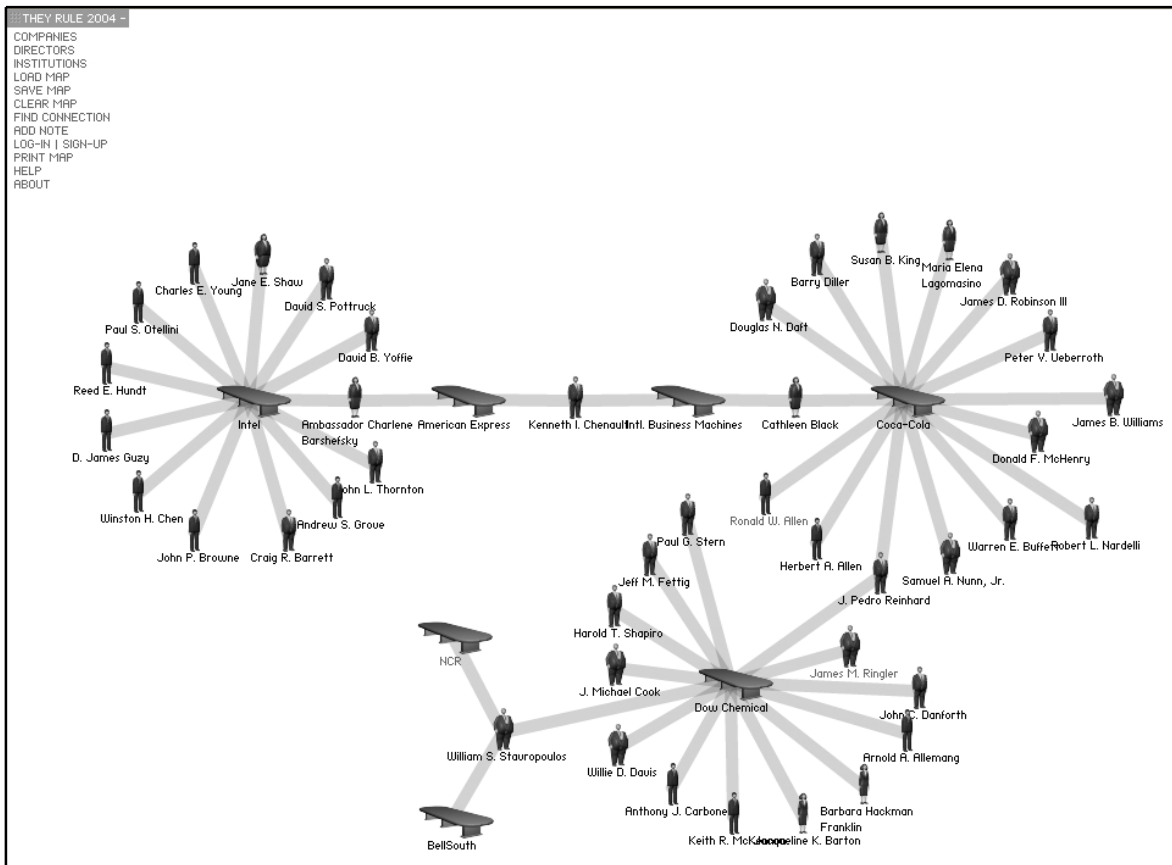 THEY RULE 2004 -
COMPANIES
DIRECTORS
INSTITUTIONS
LOAD MAP
SAVE MAP
CLEAR MAP
FIND CONNECTION
ADD NOTE
LOG-IN | SIGN-UP
PRINT MAP
HELP
ABOUT
Charles E. Young
Jane E. Shaw
David S. Pottruck
Paul S. Otellini
David B. Yoffie
Reed E. Hundt
Intel
Ambassador Charlene
Barshefsky
American Express
Kenneth I. Chenault
Intl. Business Machines
Cathleen Black
Coca-Cola
D. James Guzy
John L. Thornton
Winston H. Chen
Andrew S. Grove
John P. Browne
Craig R. Barrett
Susan B. King
Maria Elena
Lagomasino
Barry Diller
James D. Robinson III
Douglas N. Daft
Peter V. Ueberroth
James B. Williams
Donald F. McHenry
Ronald W. Allen
Warren E. Buffett
Robert L. Nardelli
Herbert A. Allen
Samuel A. Nunn, Jr.
J. Pedro Reinhard
Paul G. Stern
Jeff M. Fettig
Harold T. Shapiro
NCR
J. Michael Cook
James M. Ringler
Dow Chemical
John C. Danforth
William S. Stavropoulos
Willie D. Davis
Arnold A. Allemang
Anthony J. Carbone
Barbara Hackman
Franklin
BellSouth
Keith R.
Jacqueline K. Barton